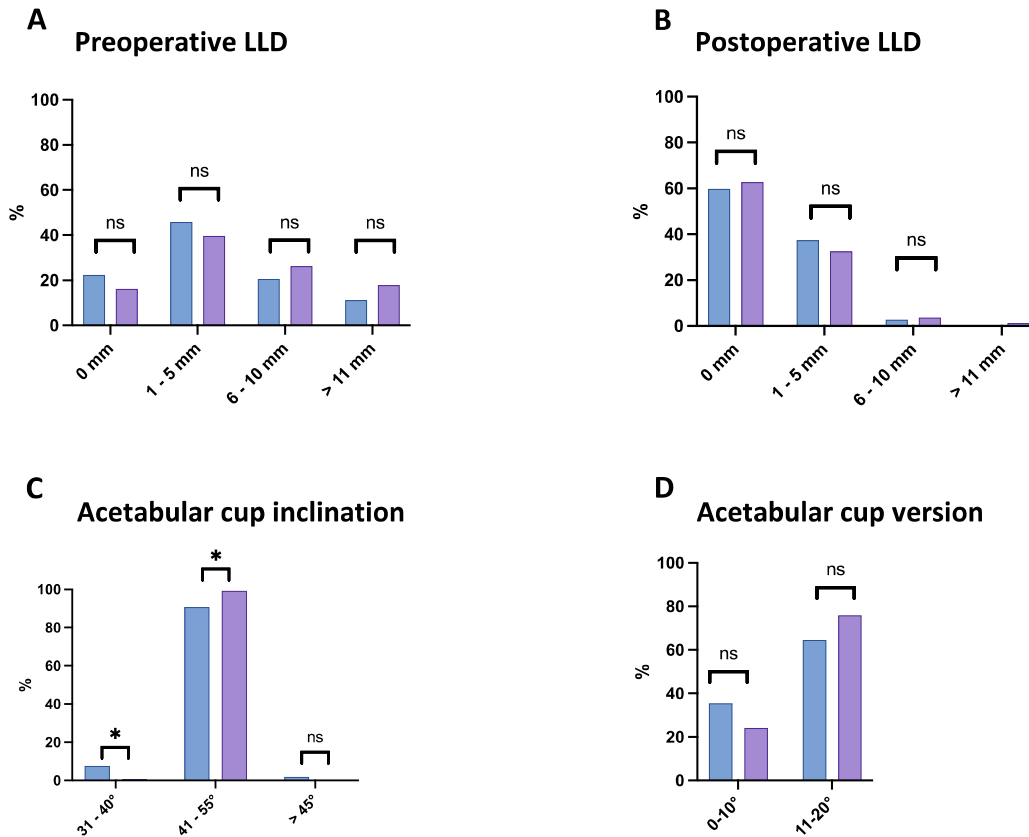 A
Preoperative LLD
100
80
60
40
20
0
%
ns
ns
ns
ns
0 mm
1 - 5 mm
6 - 10 mm
> 11 mm
B
Postoperative LLD
100
80
60
40
20
0
%
ns
ns
ns
0 mm
1 - 5 mm
6 - 10 mm
> 11 mm
C
Acetabular cup inclination
100
80
60
40
20
0
%
*
*
ns
31 - 40°
41 - 55°
> 45°
D
Acetabular cup version
100
80
60
40
20
0
%
ns
ns
0-10°
11-20°